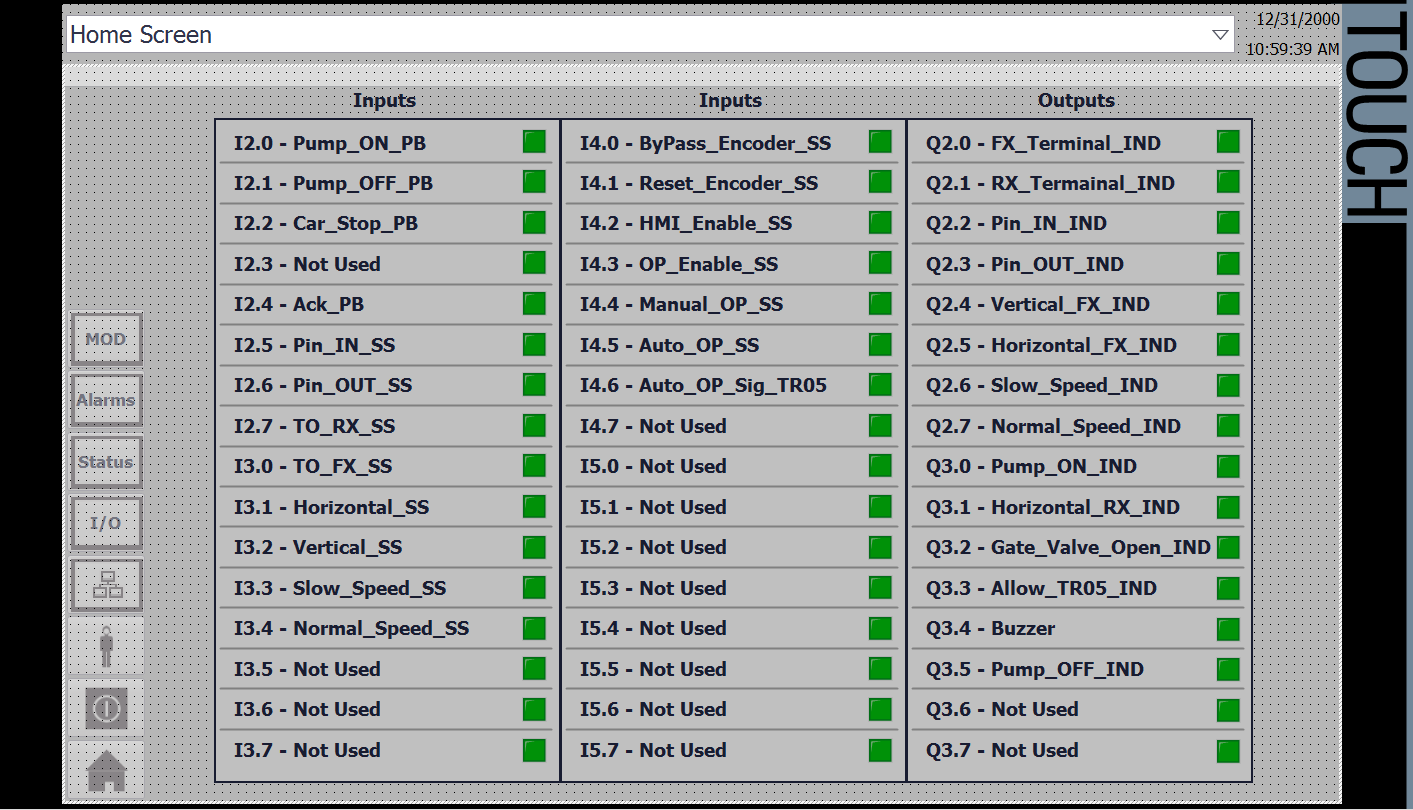 Home Screen
12/31/2000
10:59:39 AM
TOUCH
Inputs
I2.0 - Pump_ON_PB
I2.1 - Pump_OFF_PB
I2.2 - Car_Stop_PB
I2.3 - Not Used
I2.4 - Ack_PB
I2.5 - Pin_IN_SS
I2.6 - Pin_OUT_SS
I2.7 - TO_RX_SS
I3.0 - TO_FX_SS
I3.1 - Horizontal_SS
I3.2 - Vertical_SS
I3.3 - Slow_Speed_SS
I3.4 - Normal_Speed_SS
I3.5 - Not Used
I3.6 - Not Used
I3.7 - Not Used
Inputs
I4.0 - ByPass_Encoder_SS
I4.1 - Reset_Encoder_SS
I4.2 - HMI_Enable_SS
I4.3 - OP_Enable_SS
I4.4 - Manual_OP_SS
I4.5 - Auto_OP_SS
I4.6 - Auto_OP_Sig_TR05
I4.7 - Not Used
I5.0 - Not Used
I5.1 - Not Used
I5.2 - Not Used
I5.3 - Not Used
I5.4 - Not Used
I5.5 - Not Used
I5.6 - Not Used
I5.7 - Not Used
Outputs
Q2.0 - FX_Terminal_IND
Q2.1 - RX_Termainal_IND
Q2.2 - Pin_IN_IND
Q2.3 - Pin_OUT_IND
Q2.4 - Vertical_FX_IND
Q2.5 - Horizontal_FX_IND
Q2.6 - Slow_Speed_IND
Q2.7 - Normal_Speed_IND
Q3.0 - Pump_ON_IND
Q3.1 - Horizontal_RX_IND
Q3.2 - Gate_Valve_Open_IND
Q3.3 - Allow_TR05_IND
Q3.4 - Buzzer
Q3.5 - Pump_OFF_IND
Q3.6 - Not Used
Q3.7 - Not Used
MOD
Alarms
Status
I/O